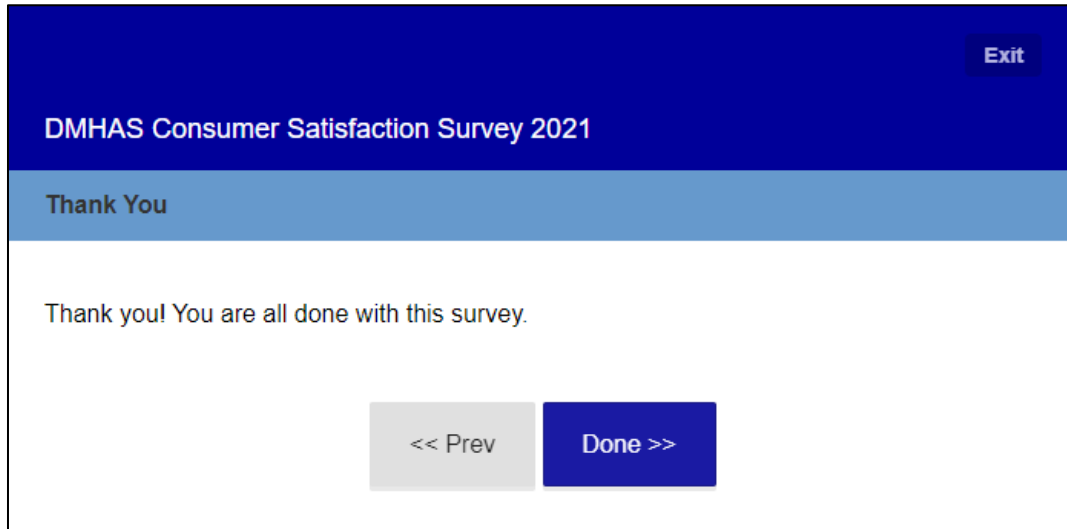 Exit
DMHAS Consumer Satisfaction Survey 2021
Thank You
Thank you! You are all done with this survey.
<< Prev
Done >>